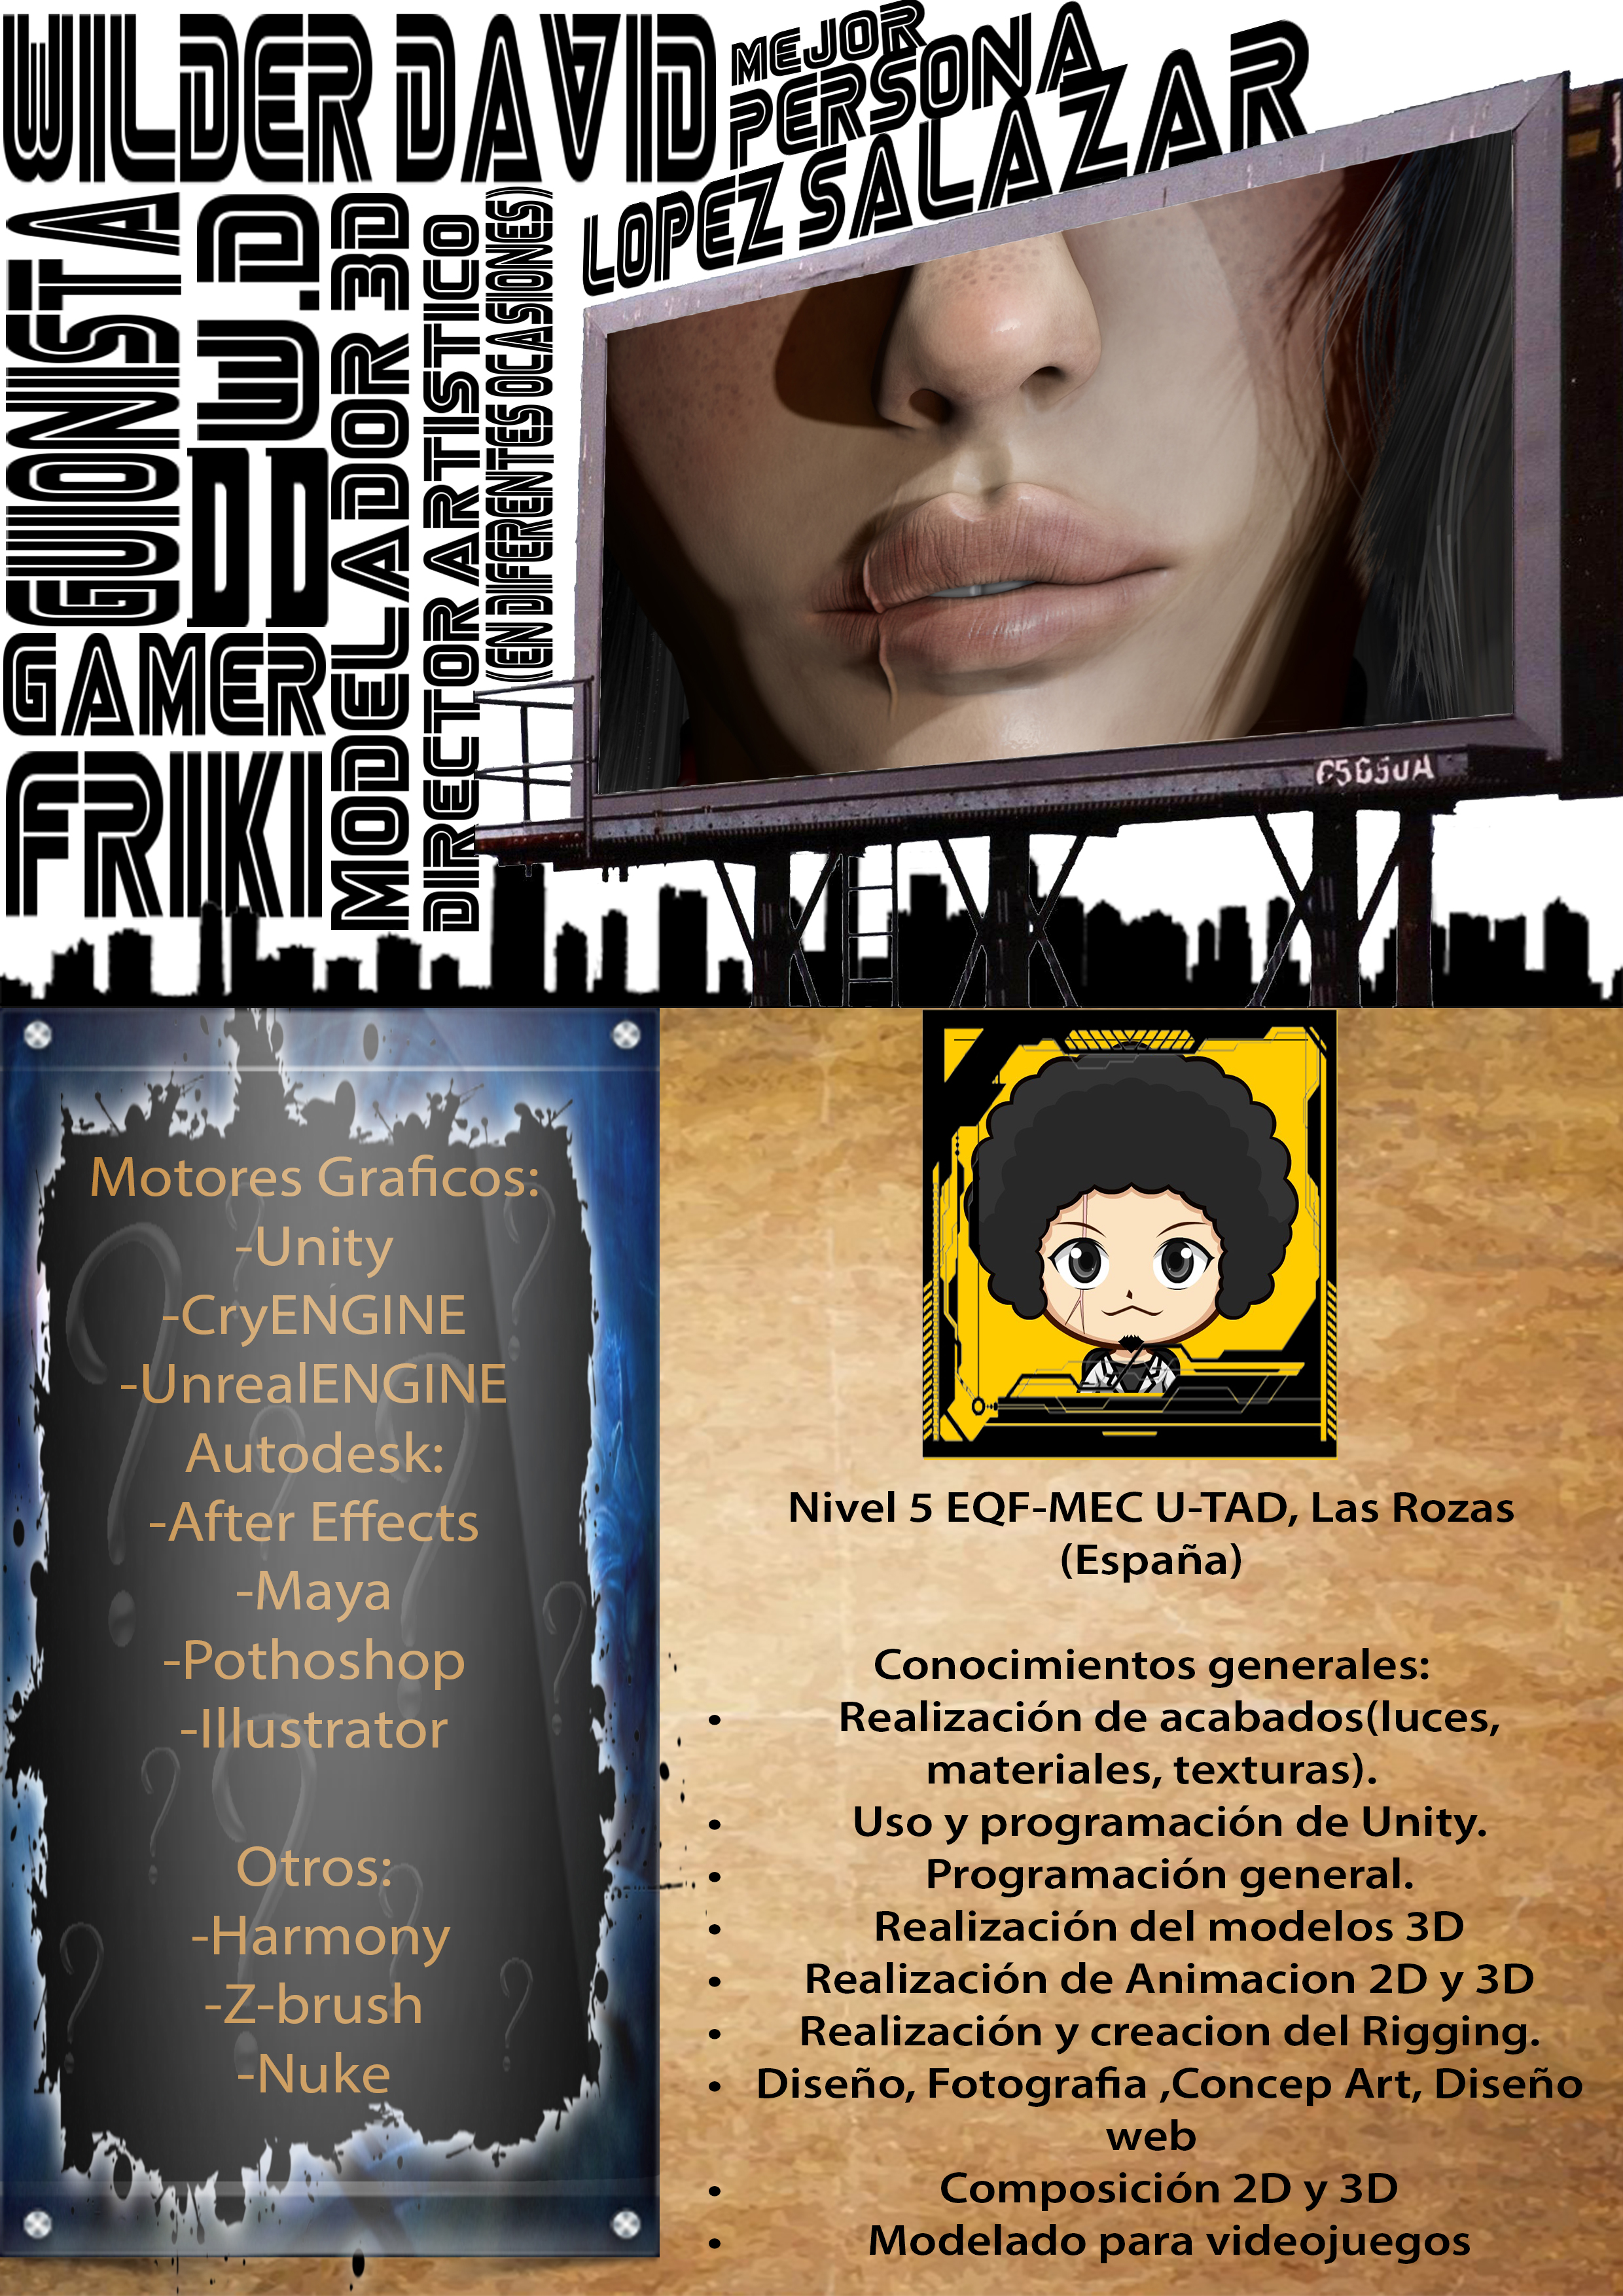 WILDER DAVID
MEJOR
PERSONA
LOPEZ SALAZAR
GUIONISTA
W.D
GAMER
FRIKI
MODELADOR 3D
DIRECTOR ARTISTICO
(EN DIFERENTES OCASIONES)
Motores Graficos:
-Unity
-CryENGINE
-UnrealENGINE
Autodesk:
-After Effects
-Maya
-Pothoshop
-Illustrator
Otros:
-Harmony
-Z-brush
-Nuke
Nivel 5 EQF-MEC U-TAD, Las Rozas
(España)
Conocimientos generales:
• Realización de acabados(luces,
materiales, texturas).
• Uso y programación de Unity.
• Programación general.
• Realización del modelos 3D
• Realización de Animacion 2D y 3D
• Realización y creacion del Rigging.
• Diseño, Fotografia ,Concep Art, Diseño
web
• Composición 2D y 3D
• Modelado para videojuegos